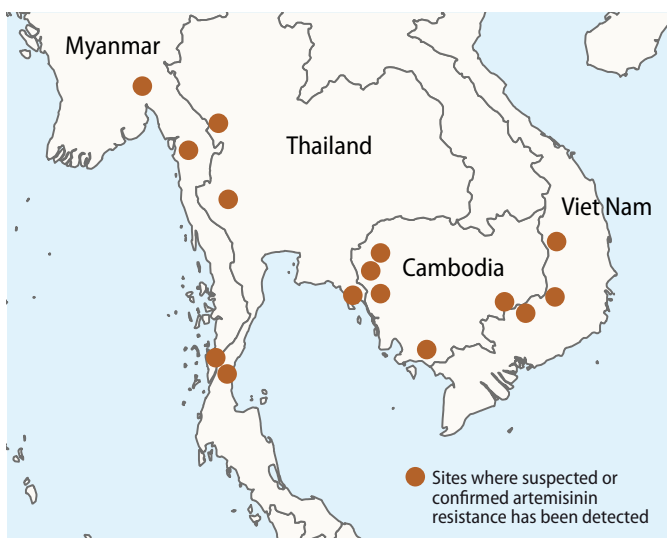 Myanmar
Thailand
Viet Nam
Cambodia
Sites where suspected or
confirmed artemisinin
resistance has been detected